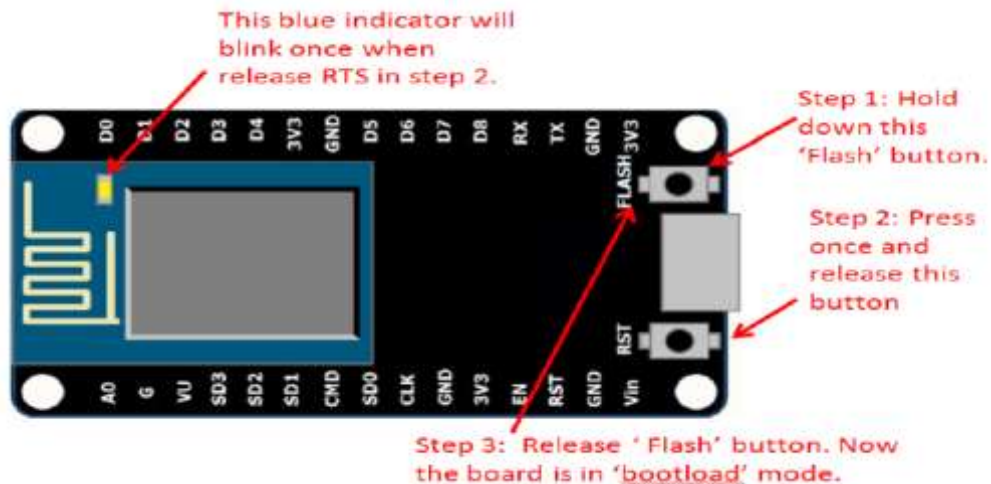 This blue indicator will
blink once when
release RTS in step 2.
Step 1: Hold
down this
‘Flash’ button.
D0 D1 D2 D3 D4 3V3 GND D5 D6 D7 D8 RX TX GND 3V3
FLASH
Step 2: Press
once and
release this
button
RST
A0 G VU SD3 SD2 SD1 CMD SD0 CLK GND 3V3 EN RST GND Vin
Step 3: Release ‘ Flash’ button. Now
the board is in ‘bootload’ mode.